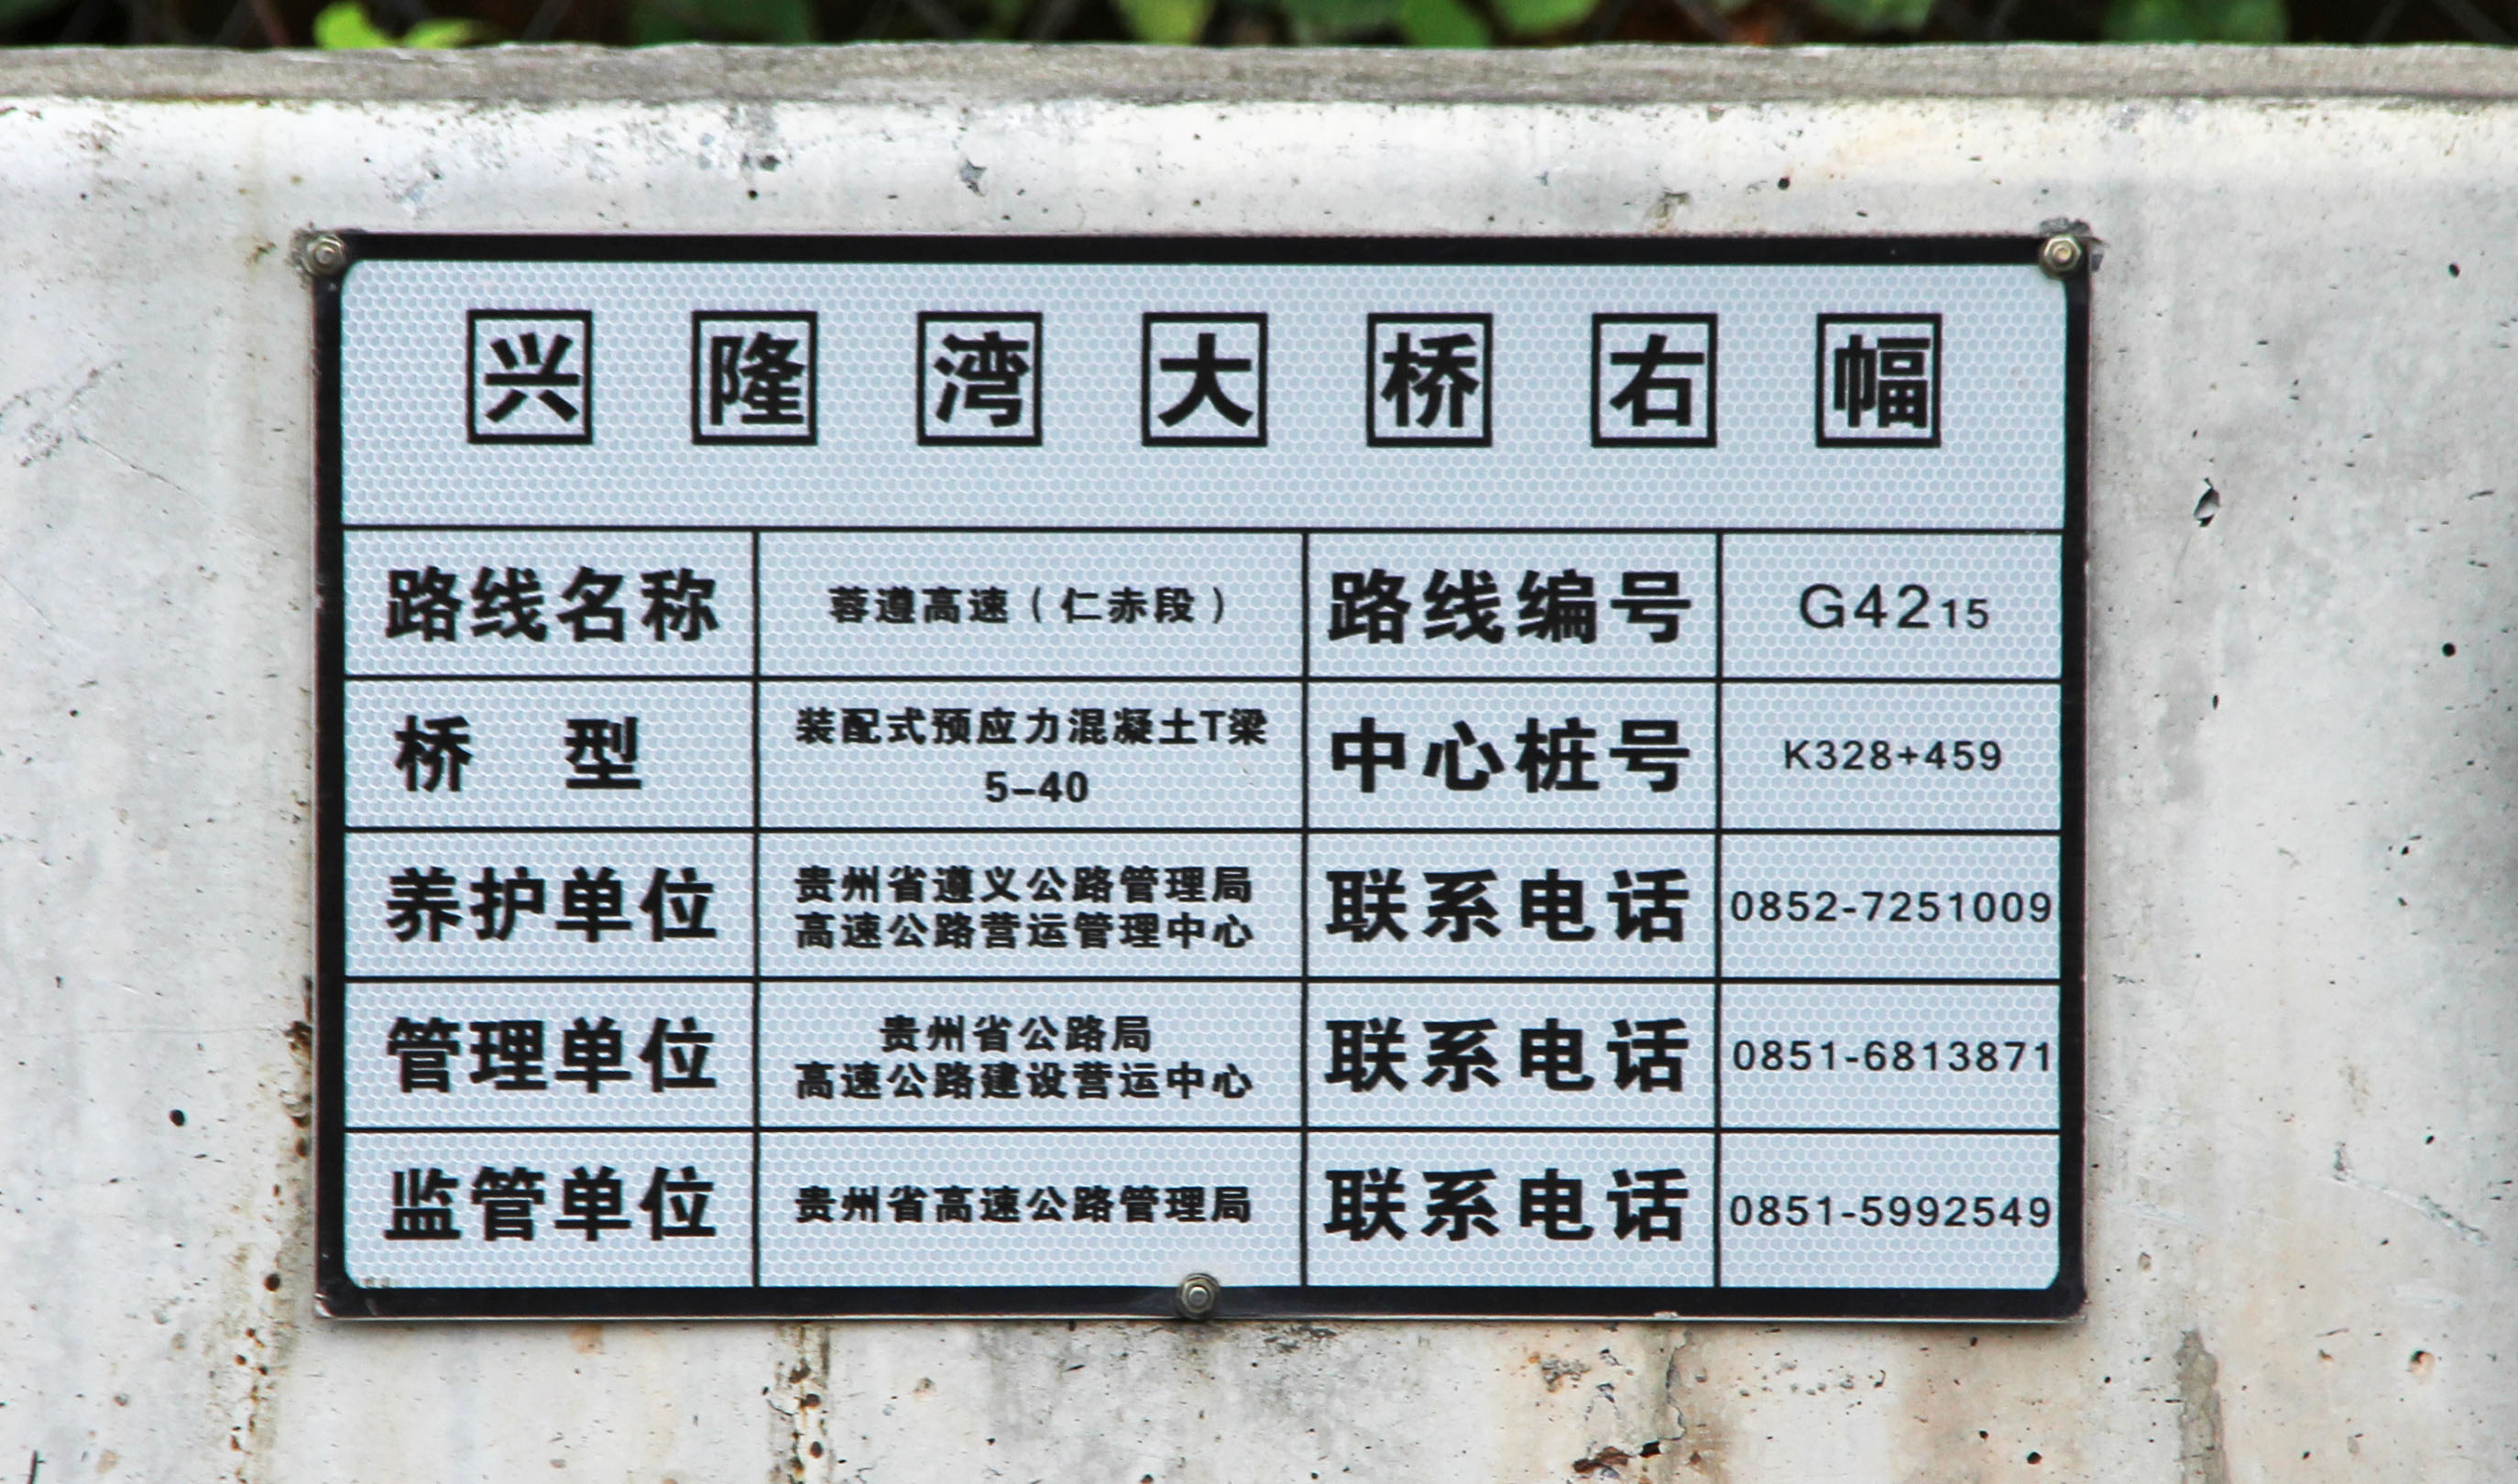 兴隆湾大桥右幅
路线名称 蓉遵高速（仁赤段） 路线编号 G4215
桥型 装配式预应力混凝土T梁 中心桩号 K328+459
5-40
养护单位 贵州省遵义公路管理局 联系电话 0852-7251009
高速公路营运管理中心
管理单位 贵州省公路局 联系电话 0851-6813871
高速公路建设营运中心
监管单位 贵州省高速公路管理局 联系电话 0851-5992549